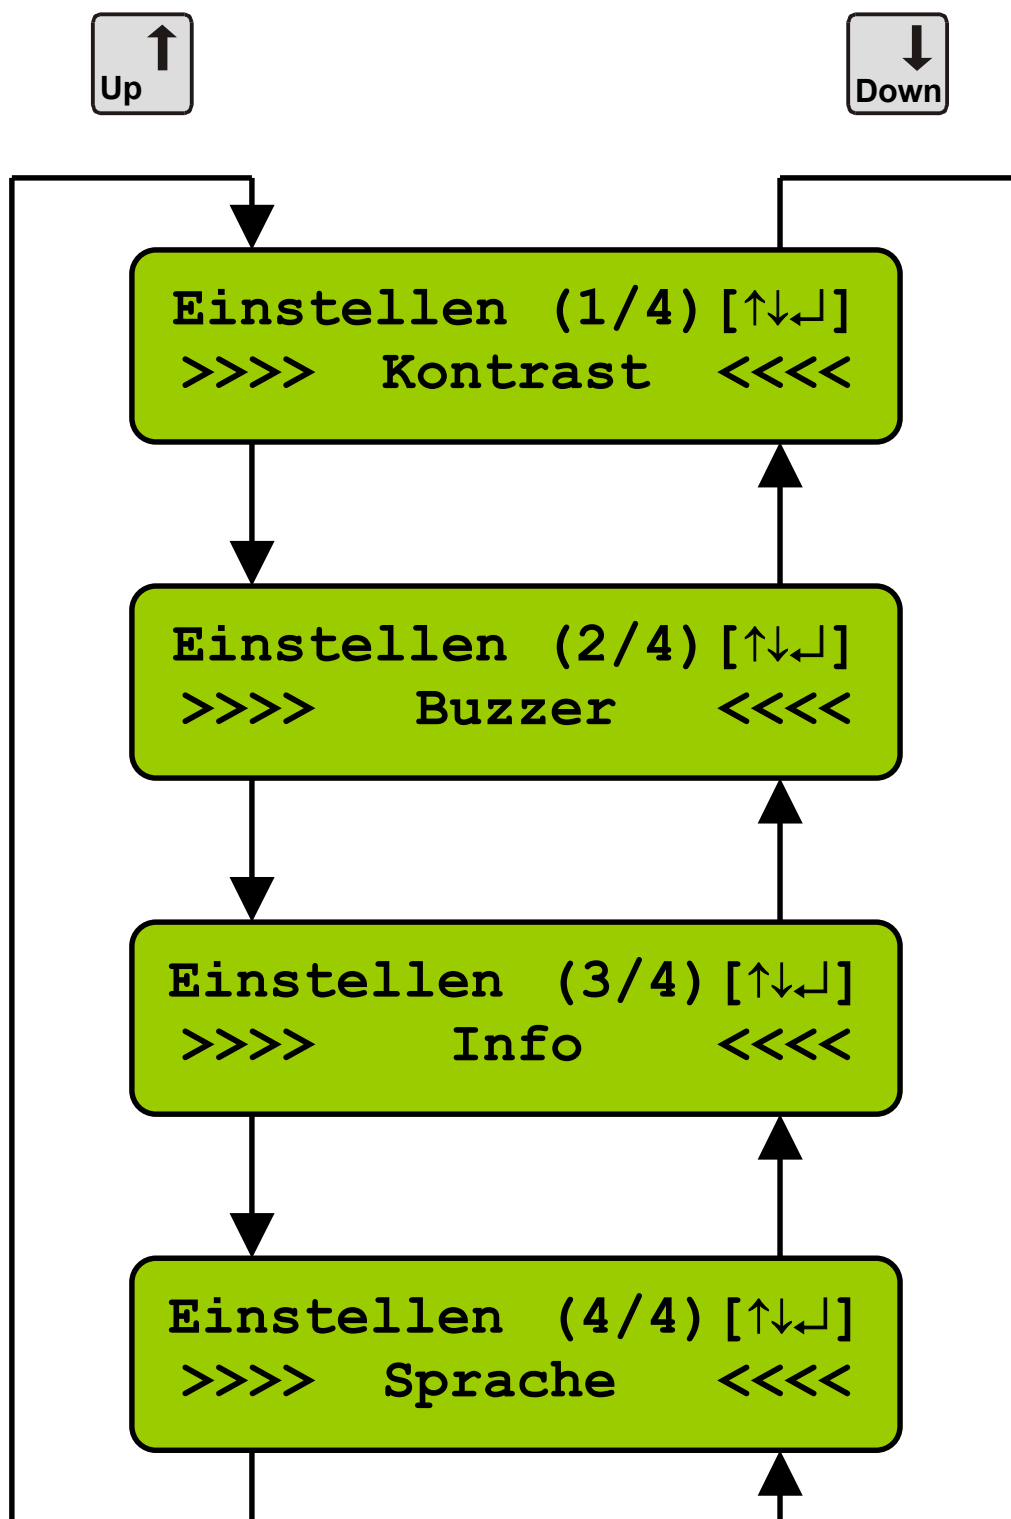 Up ↑
Down ↓
Einstellen (1/4)[↑↓↵]
>>>> Kontrast <<<<
Einstellen (2/4)[↑↓↵]
>>>> Buzzer <<<<
Einstellen (3/4)[↑↓↵]
>>>> Info <<<<
Einstellen (4/4)[↑↓↵]
>>>> Sprache <<<<